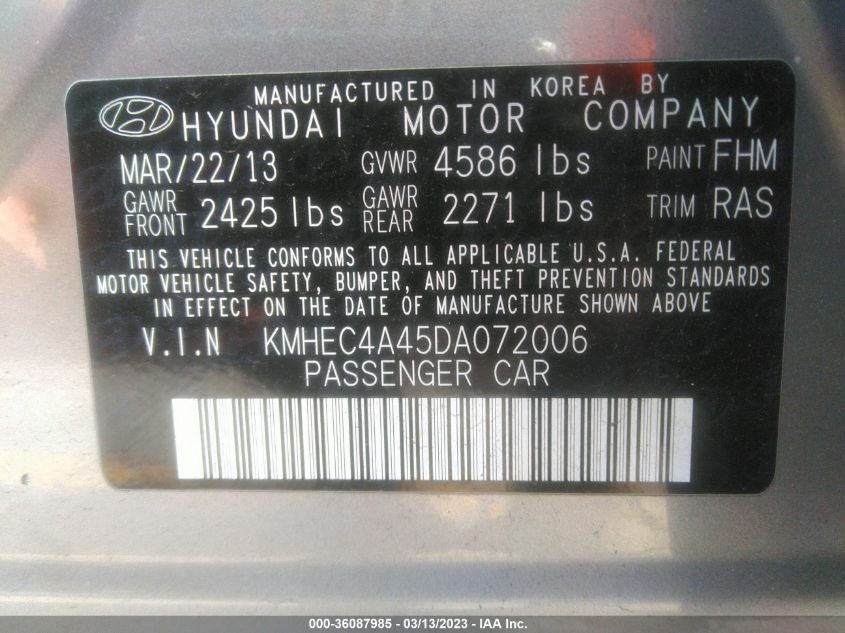 MANUFACTURED IN KOREA BY
HYUNDAI MOTOR COMPANY
MAR/22/13 GVWR 4586 lbs PAINT FHM
GAWR FRONT 2425 lbs GAWR REAR 2271 lbs TRIM RAS
THIS VEHICLE CONFORMS TO ALL APPLICABLE U.S.A. FEDERAL
MOTOR VEHICLE SAFETY, BUMPER, AND THEFT PREVENTION STANDARDS
IN EFFECT ON THE DATE OF MANUFACTURE SHOWN ABOVE
V.I.N KMHEC4A45DA072006
PASSENGER CAR
000-36087985 - 03/13/2023 - IAA Inc.